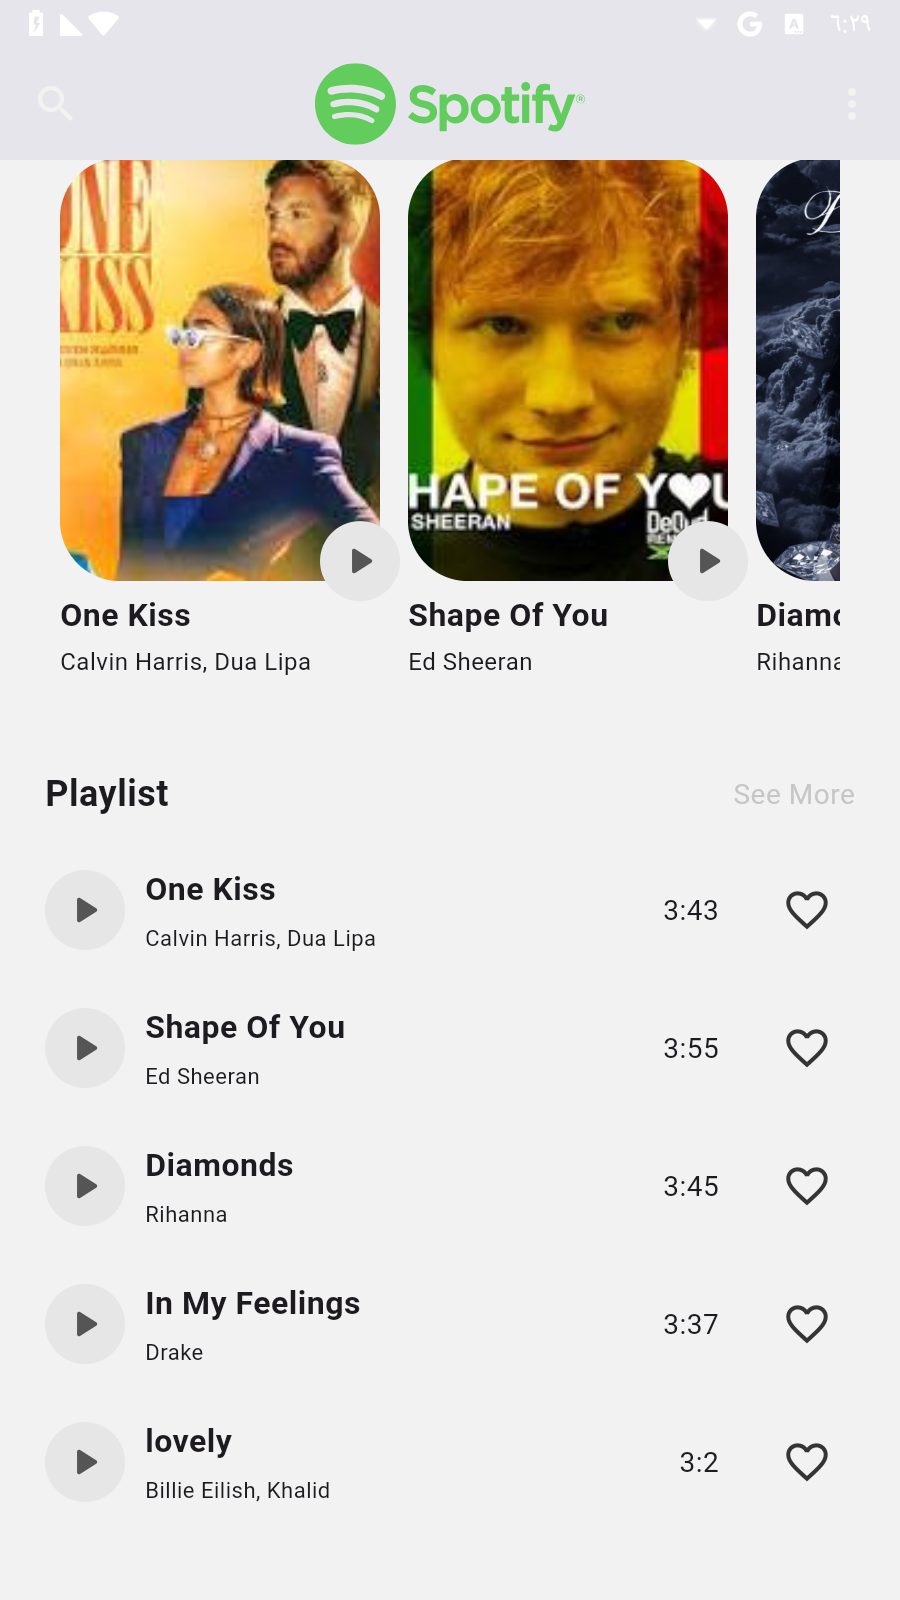 ٦:٢٩
Spotify®
ONE
KISS
HAPE OF Y♥U
SHEERAN
One Kiss
Calvin Harris, Dua Lipa
Shape Of You
Ed Sheeran
Diamo
Rihanna
Playlist
See More
One Kiss
Calvin Harris, Dua Lipa
3:43
Shape Of You
Ed Sheeran
3:55
Diamonds
Rihanna
3:45
In My Feelings
Drake
3:37
lovely
Billie Eilish, Khalid
3:2